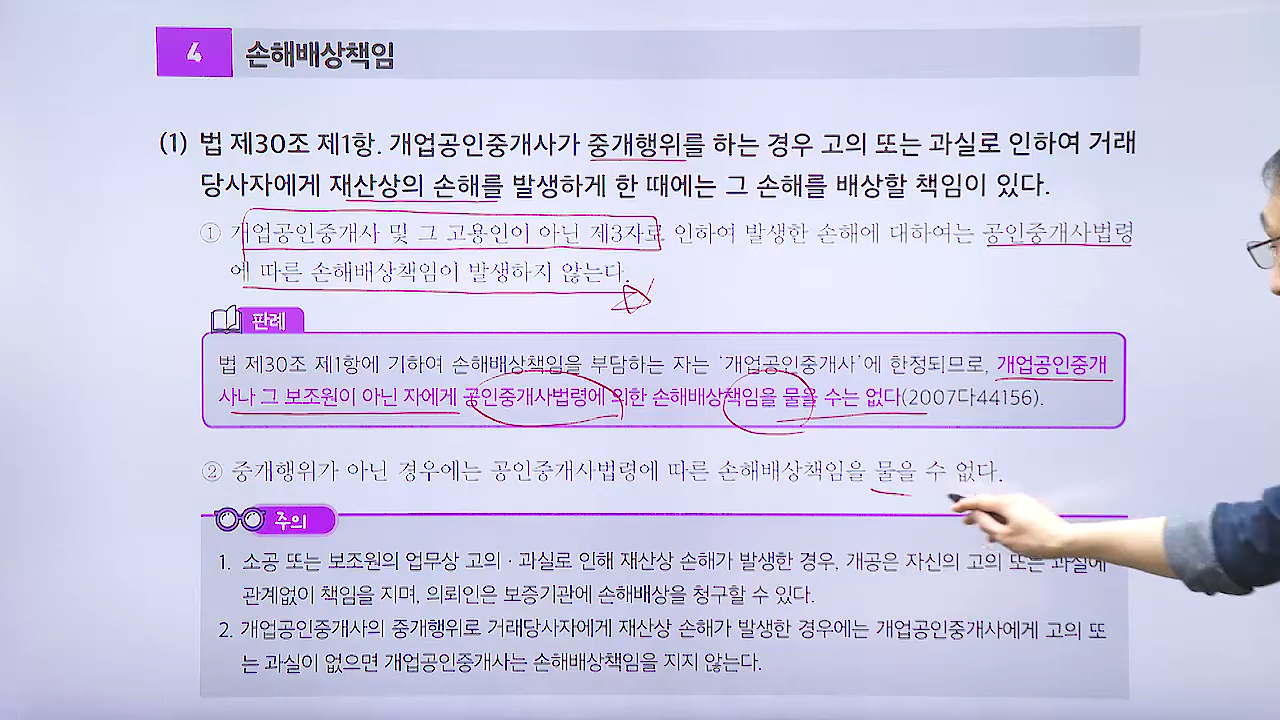 4 손해배상책임
(1) 법 제30조 제1항. 개업공인중개사가 중개행위를 하는 경우 고의 또는 과실로 인하여 거래
당사자에게 재산상의 손해를 발생하게 한 때에는 그 손해를 배상할 책임이 있다.
① 개업공인중개사 및 그 고용인이 아닌 제3자로 인하여 발생한 손해에 대하여는 공인중개사법령
에 따른 손해배상책임이 발생하지 않는다.
판례
법 제30조 제1항에 기하여 손해배상책임을 부담하는 자는 '개업공인중개사'에 한정되므로, 개업공인중개
사나 그 보조원이 아닌 자에게 공인중개사법령에 의한 손해배상책임을 물을 수는 없다(2007다44156).
② 중개행위가 아닌 경우에는 공인중개사법령에 따른 손해배상책임을 물을 수 없다.
주의
1. 소공 또는 보조원의 업무상 고의·과실로 인해 재산상 손해가 발생한 경우, 개공은 자신의 고의 또는 과실에
관계없이 책임을 지며, 의뢰인은 보증기관에 손해배상을 청구할 수 있다.
2. 개업공인중개사의 중개행위로 거래당사자에게 재산상 손해가 발생한 경우에는 개업공인중개사에게 고의 또
는 과실이 없으면 개업공인중개사는 손해배상책임을 지지 않는다.